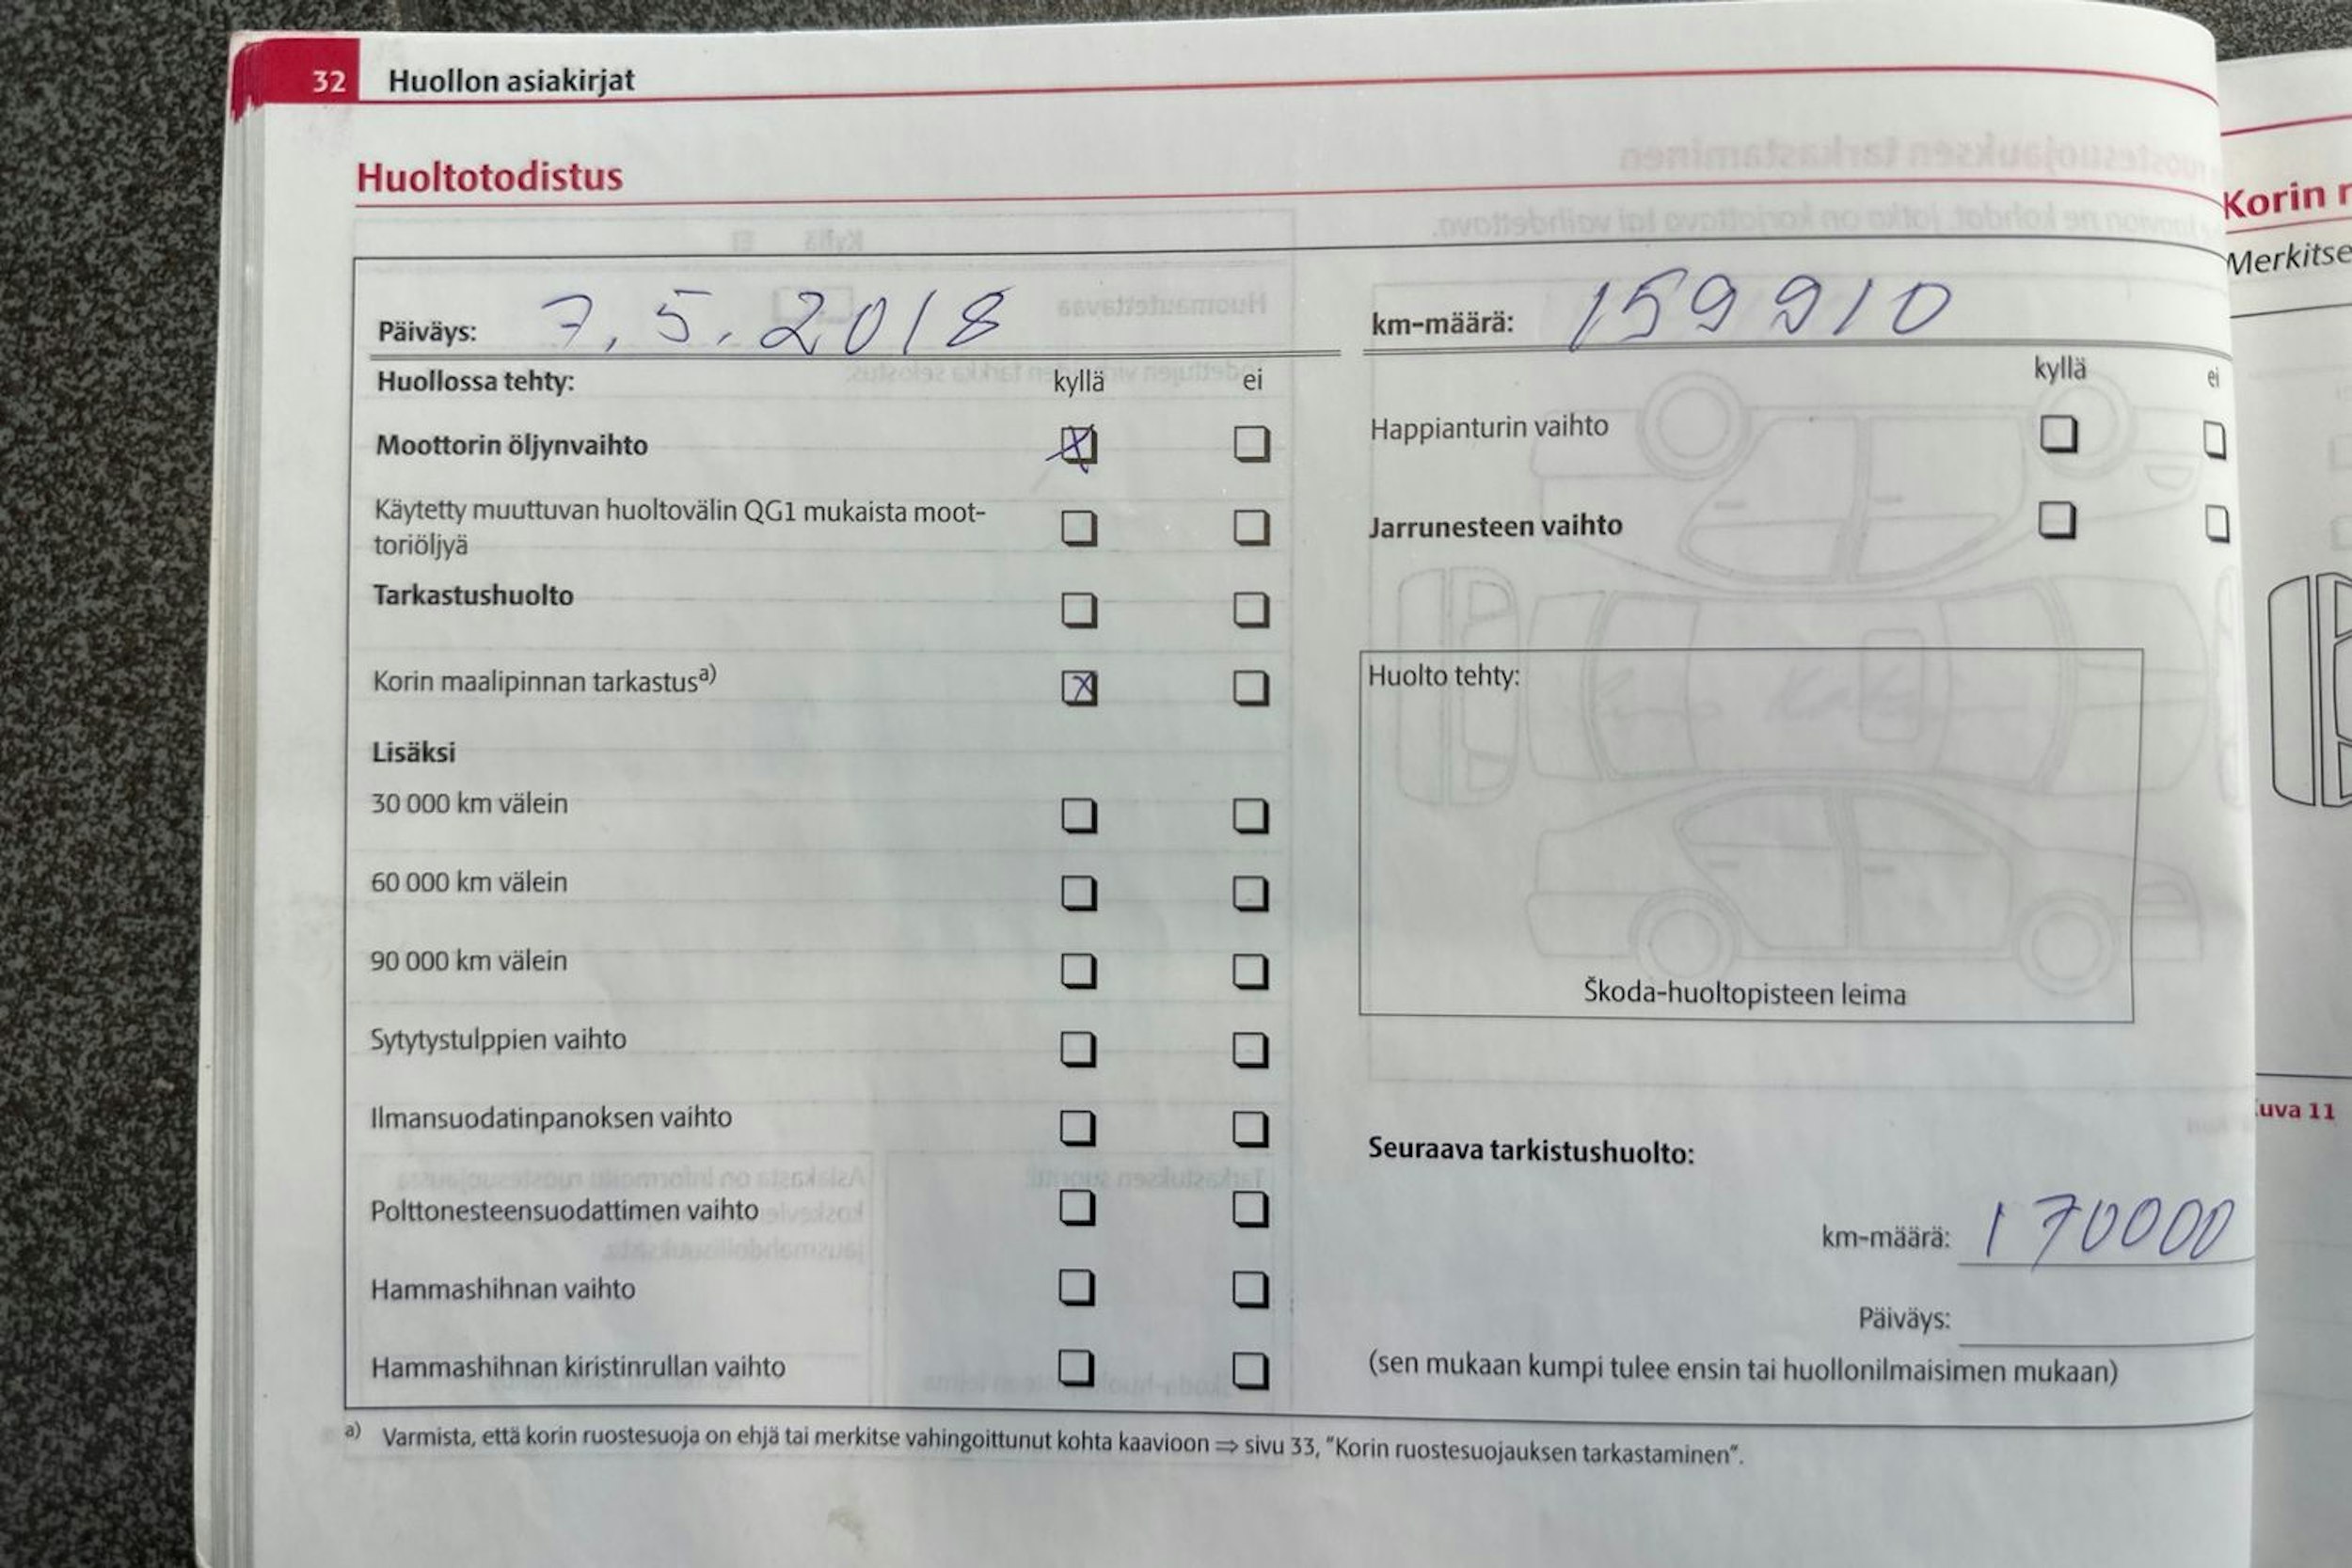 32 Huollon asiakirjat
Huoltotodistus
Päiväys: 7.5.2018
Huollossa tehty: kyllä ei
Moottorin öljynvaihto
Käytetty muuttuvan huoltovälin QG1 mukaista moot-
toriöljyä
Tarkastushuolto
Korin maalipinnan tarkastus a)
Lisäksi
30 000 km välein
60 000 km välein
90 000 km välein
Sytytystulppien vaihto
Ilmansuodatinpanoksen vaihto
Polttonesteensuodattimen vaihto
Hammashihnan vaihto
Hammashihnan kiristinrullan vaihto
km-määrä: 159910
kyllä ei
Happianturin vaihto
Jarrunesteen vaihto
Huolto tehty:
Škoda-huoltopisteen leima
Seuraava tarkistushuolto:
km-määrä: 170000
Päiväys:
(sen mukaan kumpi tulee ensin tai huollonilmaisimen mukaan)
a) Varmista, että korin ruostesuoja on ehjä tai merkitse vahingoittunut kohta kaavioon ⇒ sivu 33, "Korin ruostesuojauksen tarkastaminen".
Korin
Merkitse
uva 11